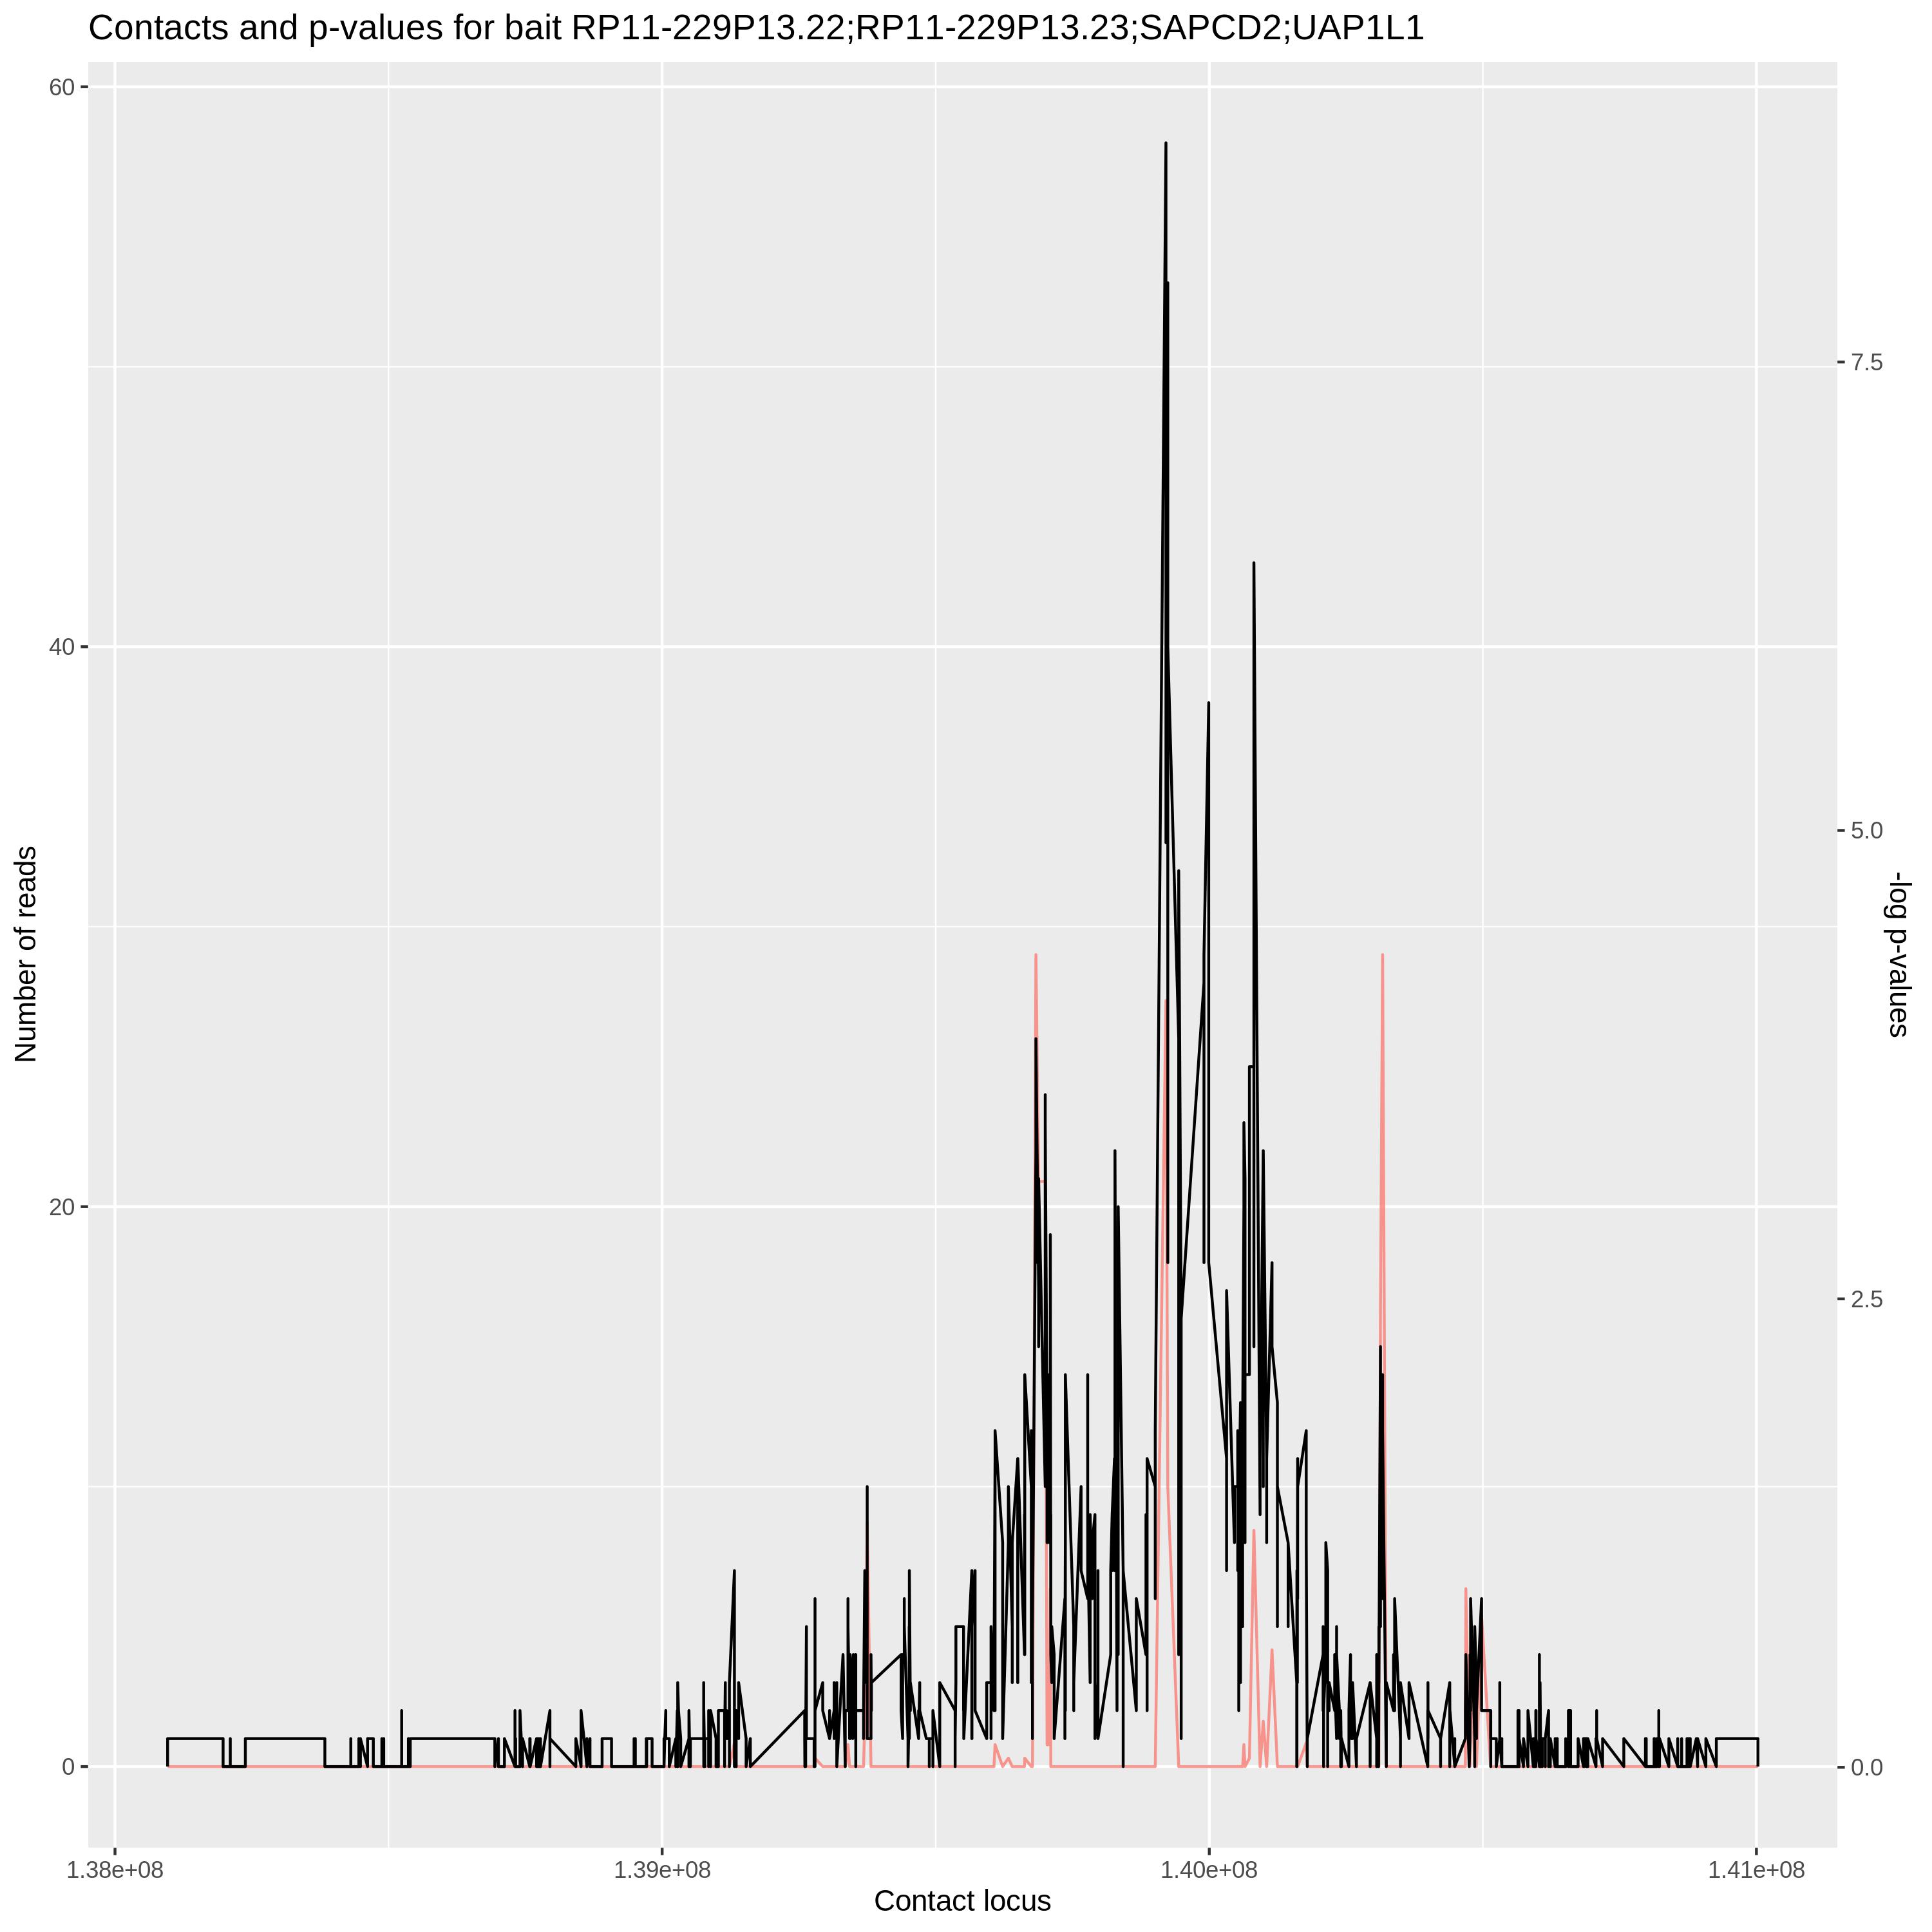 Contacts and p-values for bait RP11-229P13.22;RP11-229P13.23;SAPCD2;UAP1L1
60
40
20
0
Number of reads
7.5
5.0
2.5
0.0
-log p-values
1.38e+08
1.39e+08
1.40e+08
1.41e+08
Contact locus